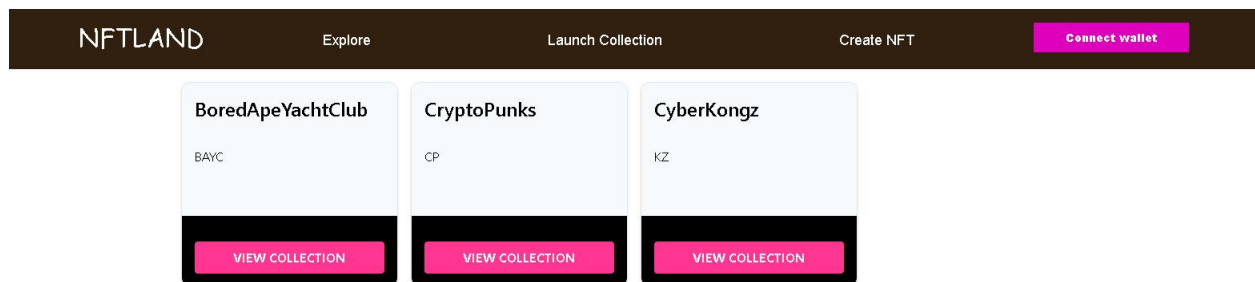 NFTLAND Explore Launch Collection Create NFT Connect wallet
BoredApeYachtClub CryptoPunks CyberKongz
BAYC CP KZ
VIEW COLLECTION VIEW COLLECTION VIEW COLLECTION